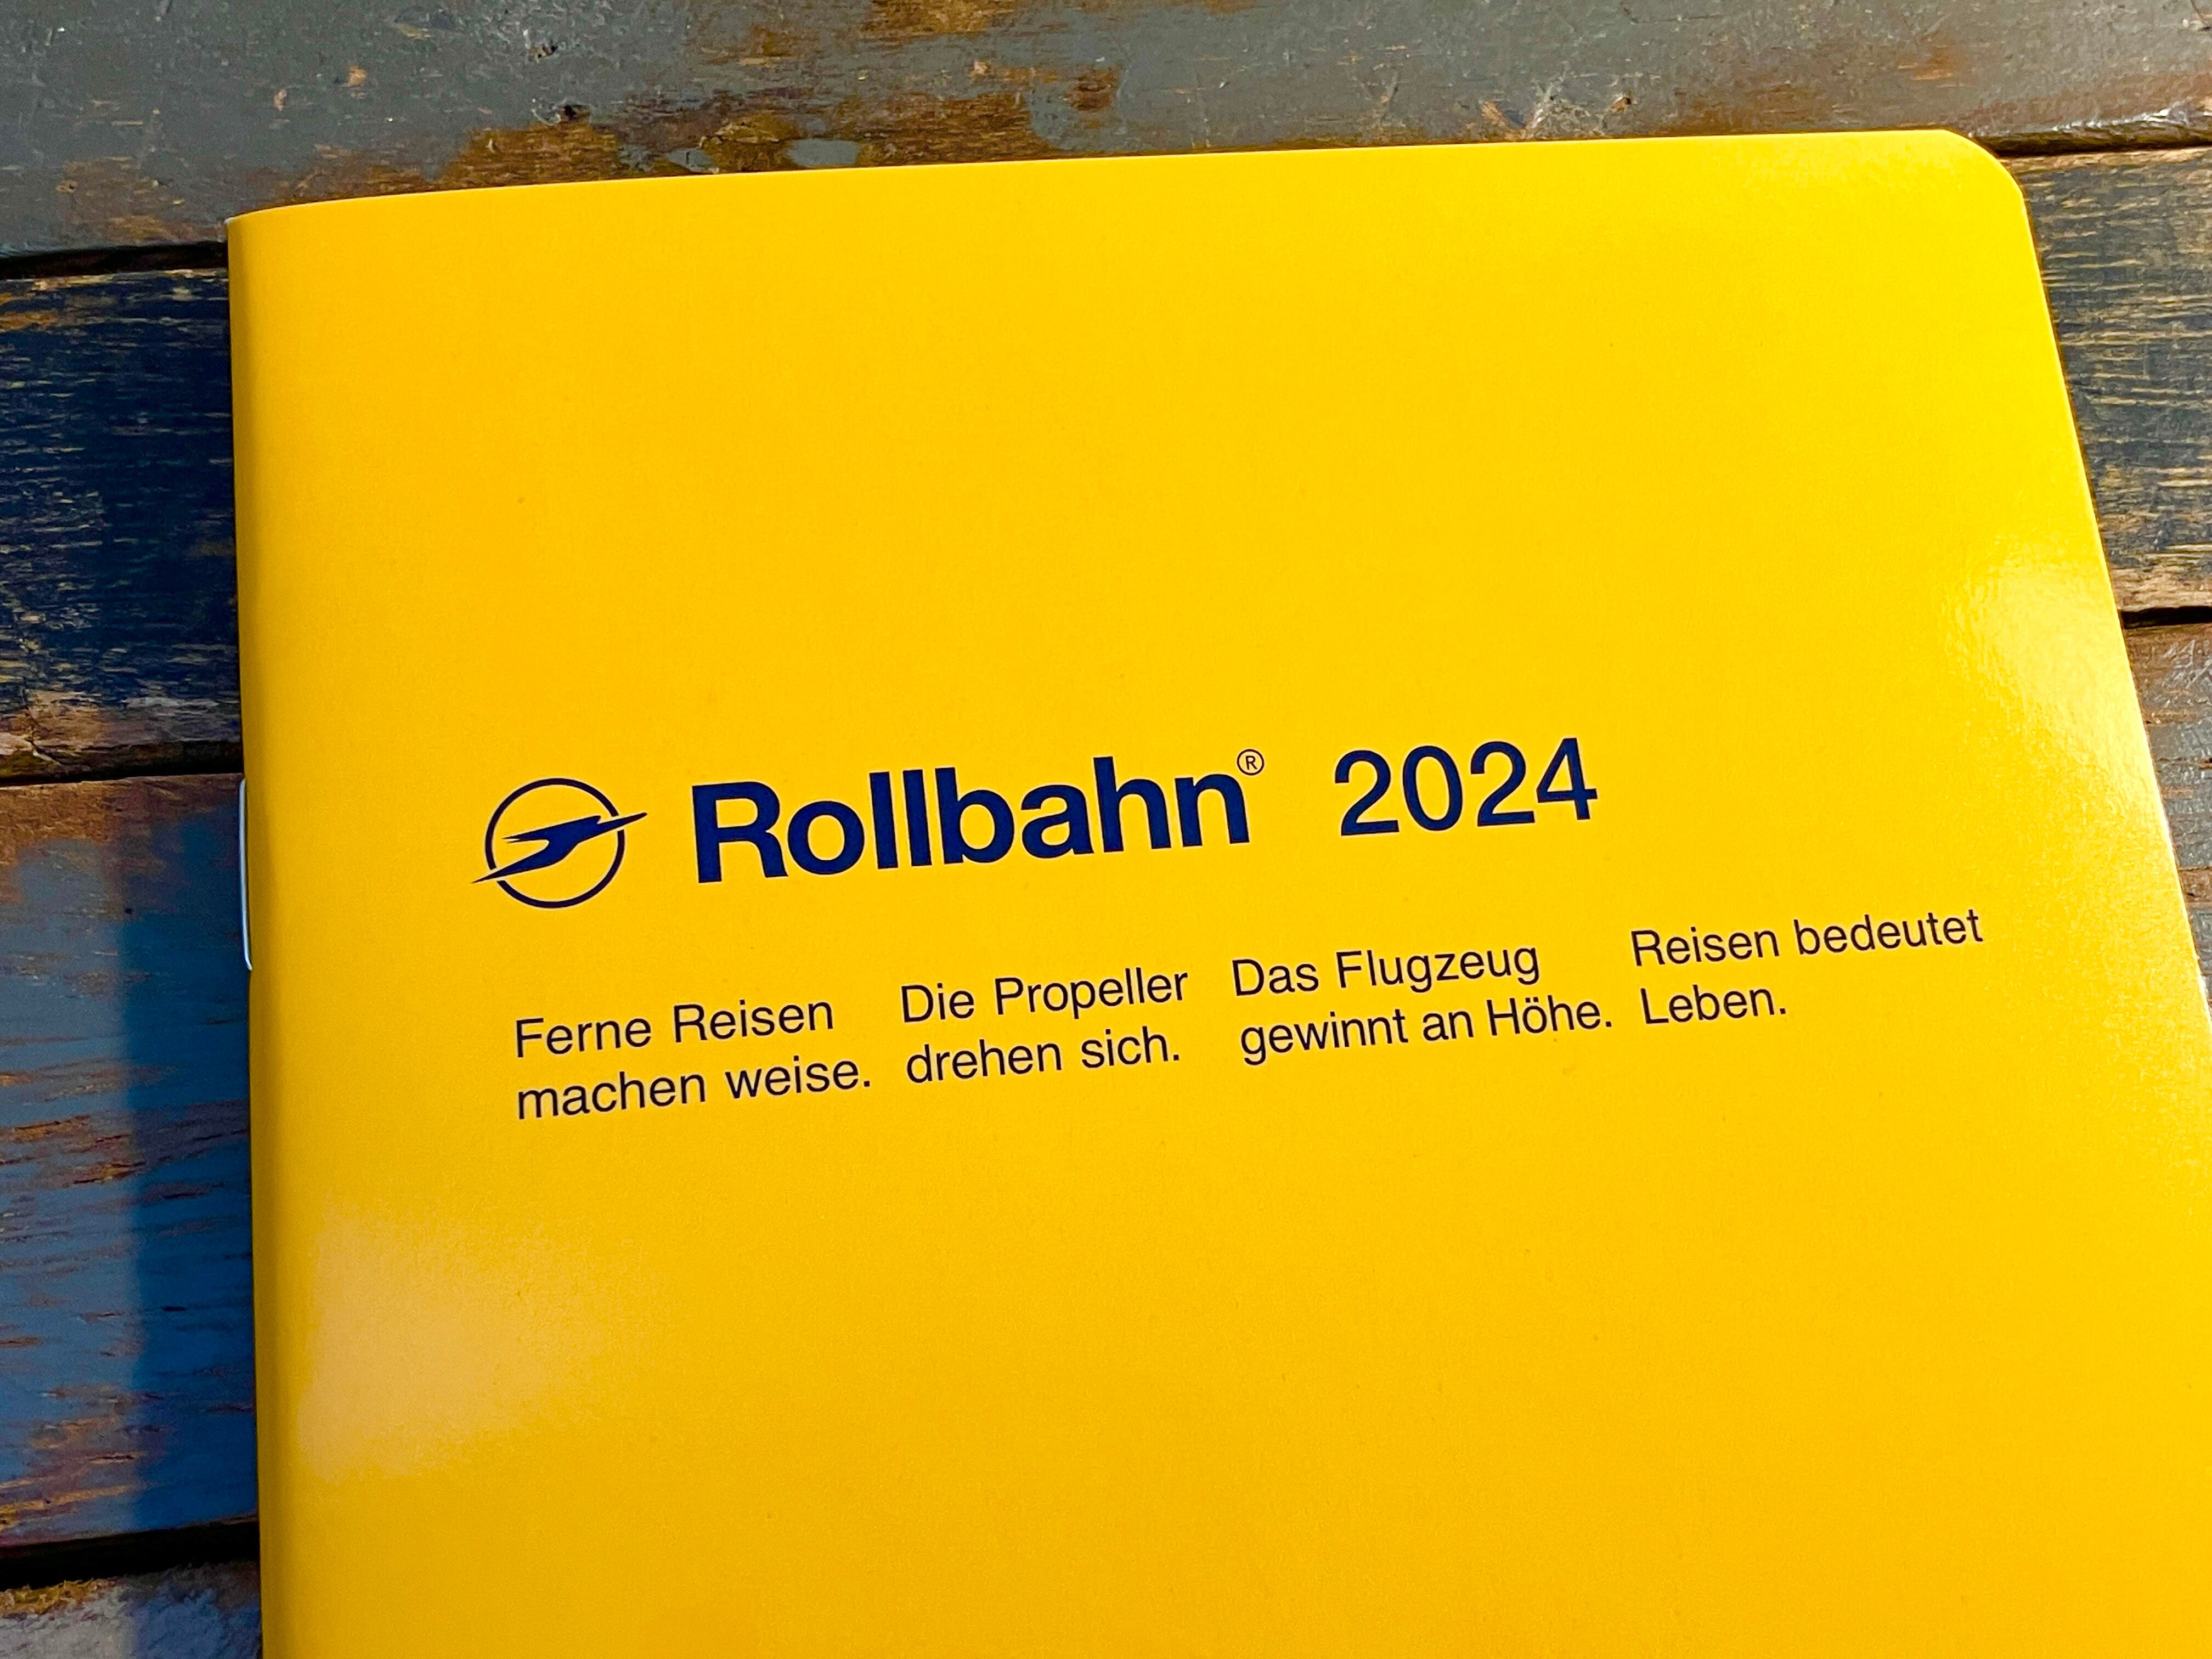 Rollbahn® 2024
Ferne Reisen
machen weise.
Die Propeller
drehen sich.
Das Flugzeug
gewinnt an Höhe.
Reisen bedeutet
Leben.